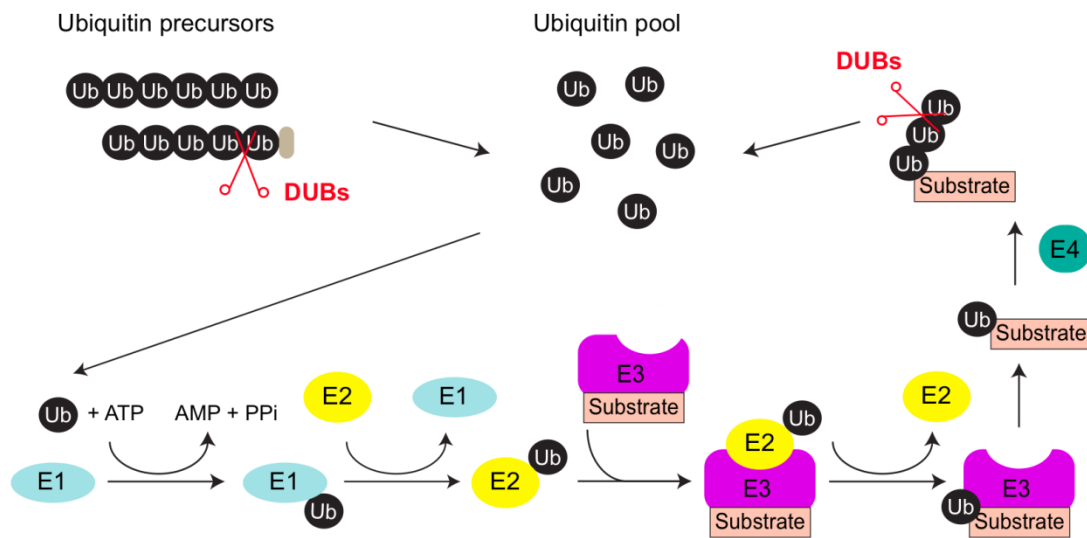 Ubiquitin precursors
Ubiquitin pool
DUBs
Ub Ub Ub Ub Ub Ub
Ub Ub Ub Ub Ub
DUBs
Ub
Ub
Ub
Ub
Ub
Ub
Ub
Ub
Ub
Substrate
E4
Ub
Substrate
Ub + ATP
AMP + PPi
E2
E1
E3
Substrate
E2
E1
E1
Ub
E2
Ub
E2
Ub
E3
Substrate
E3
Ub
Substrate